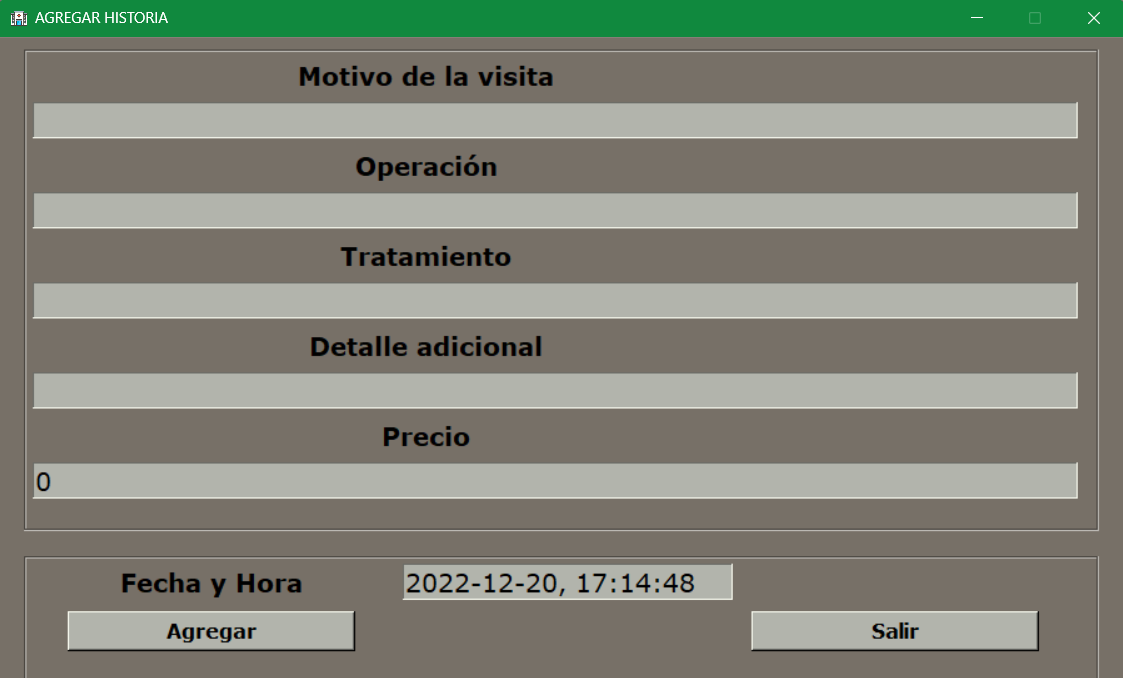 AGREGAR HISTORIA
Motivo de la visita
Operación
Tratamiento
Detalle adicional
Precio
0
Fecha y Hora 2022-12-20, 17:14:48
Agregar Salir